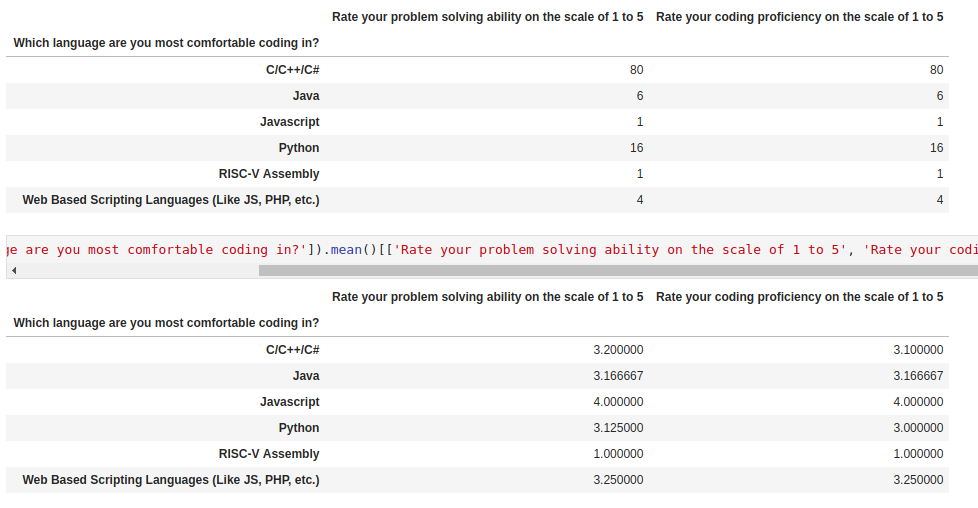 Rate your problem solving ability on the scale of 1 to 5 Rate your coding proficiency on the scale of 1 to 5
Which language are you most comfortable coding in?
C/C++/C# 80 80
Java 6 6
Javascript 1 1
Python 16 16
RISC-V Assembly 1 1
Web Based Scripting Languages (Like JS, PHP, etc.) 4 4
ge are you most comfortable coding in?']).mean()[['Rate your problem solving ability on the scale of 1 to 5', 'Rate your codi
Rate your problem solving ability on the scale of 1 to 5 Rate your coding proficiency on the scale of 1 to 5
Which language are you most comfortable coding in?
C/C++/C# 3.200000 3.100000
Java 3.166667 3.166667
Javascript 4.000000 4.000000
Python 3.125000 3.000000
RISC-V Assembly 1.000000 1.000000
Web Based Scripting Languages (Like JS, PHP, etc.) 3.250000 3.250000